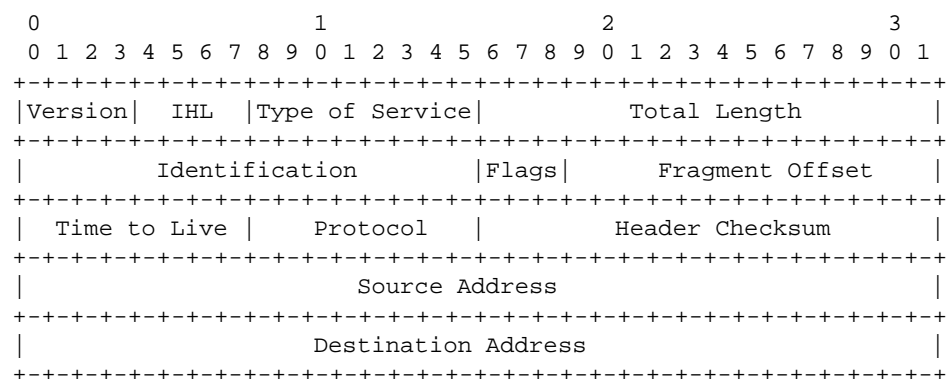 0                   1                   2                   3
0 1 2 3 4 5 6 7 8 9 0 1 2 3 4 5 6 7 8 9 0 1 2 3 4 5 6 7 8 9 0 1
+-+-+-+-+-+-+-+-+-+-+-+-+-+-+-+-+-+-+-+-+-+-+-+-+-+-+-+-+-+-+-+-+
|Version|  IHL  |Type of Service|          Total Length         |
+-+-+-+-+-+-+-+-+-+-+-+-+-+-+-+-+-+-+-+-+-+-+-+-+-+-+-+-+-+-+-+-+
|         Identification        |Flags|      Fragment Offset    |
+-+-+-+-+-+-+-+-+-+-+-+-+-+-+-+-+-+-+-+-+-+-+-+-+-+-+-+-+-+-+-+-+
|  Time to Live |    Protocol   |         Header Checksum       |
+-+-+-+-+-+-+-+-+-+-+-+-+-+-+-+-+-+-+-+-+-+-+-+-+-+-+-+-+-+-+-+-+
|                       Source Address                          |
+-+-+-+-+-+-+-+-+-+-+-+-+-+-+-+-+-+-+-+-+-+-+-+-+-+-+-+-+-+-+-+-+
|                    Destination Address                        |
+-+-+-+-+-+-+-+-+-+-+-+-+-+-+-+-+-+-+-+-+-+-+-+-+-+-+-+-+-+-+-+-+